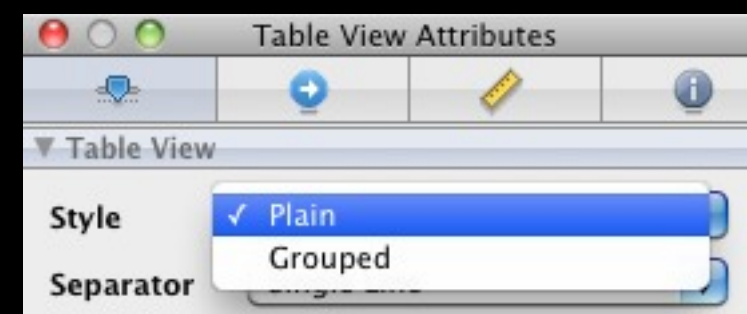 Table View Attributes
Table View
Style
✓ Plain
Grouped
Separator